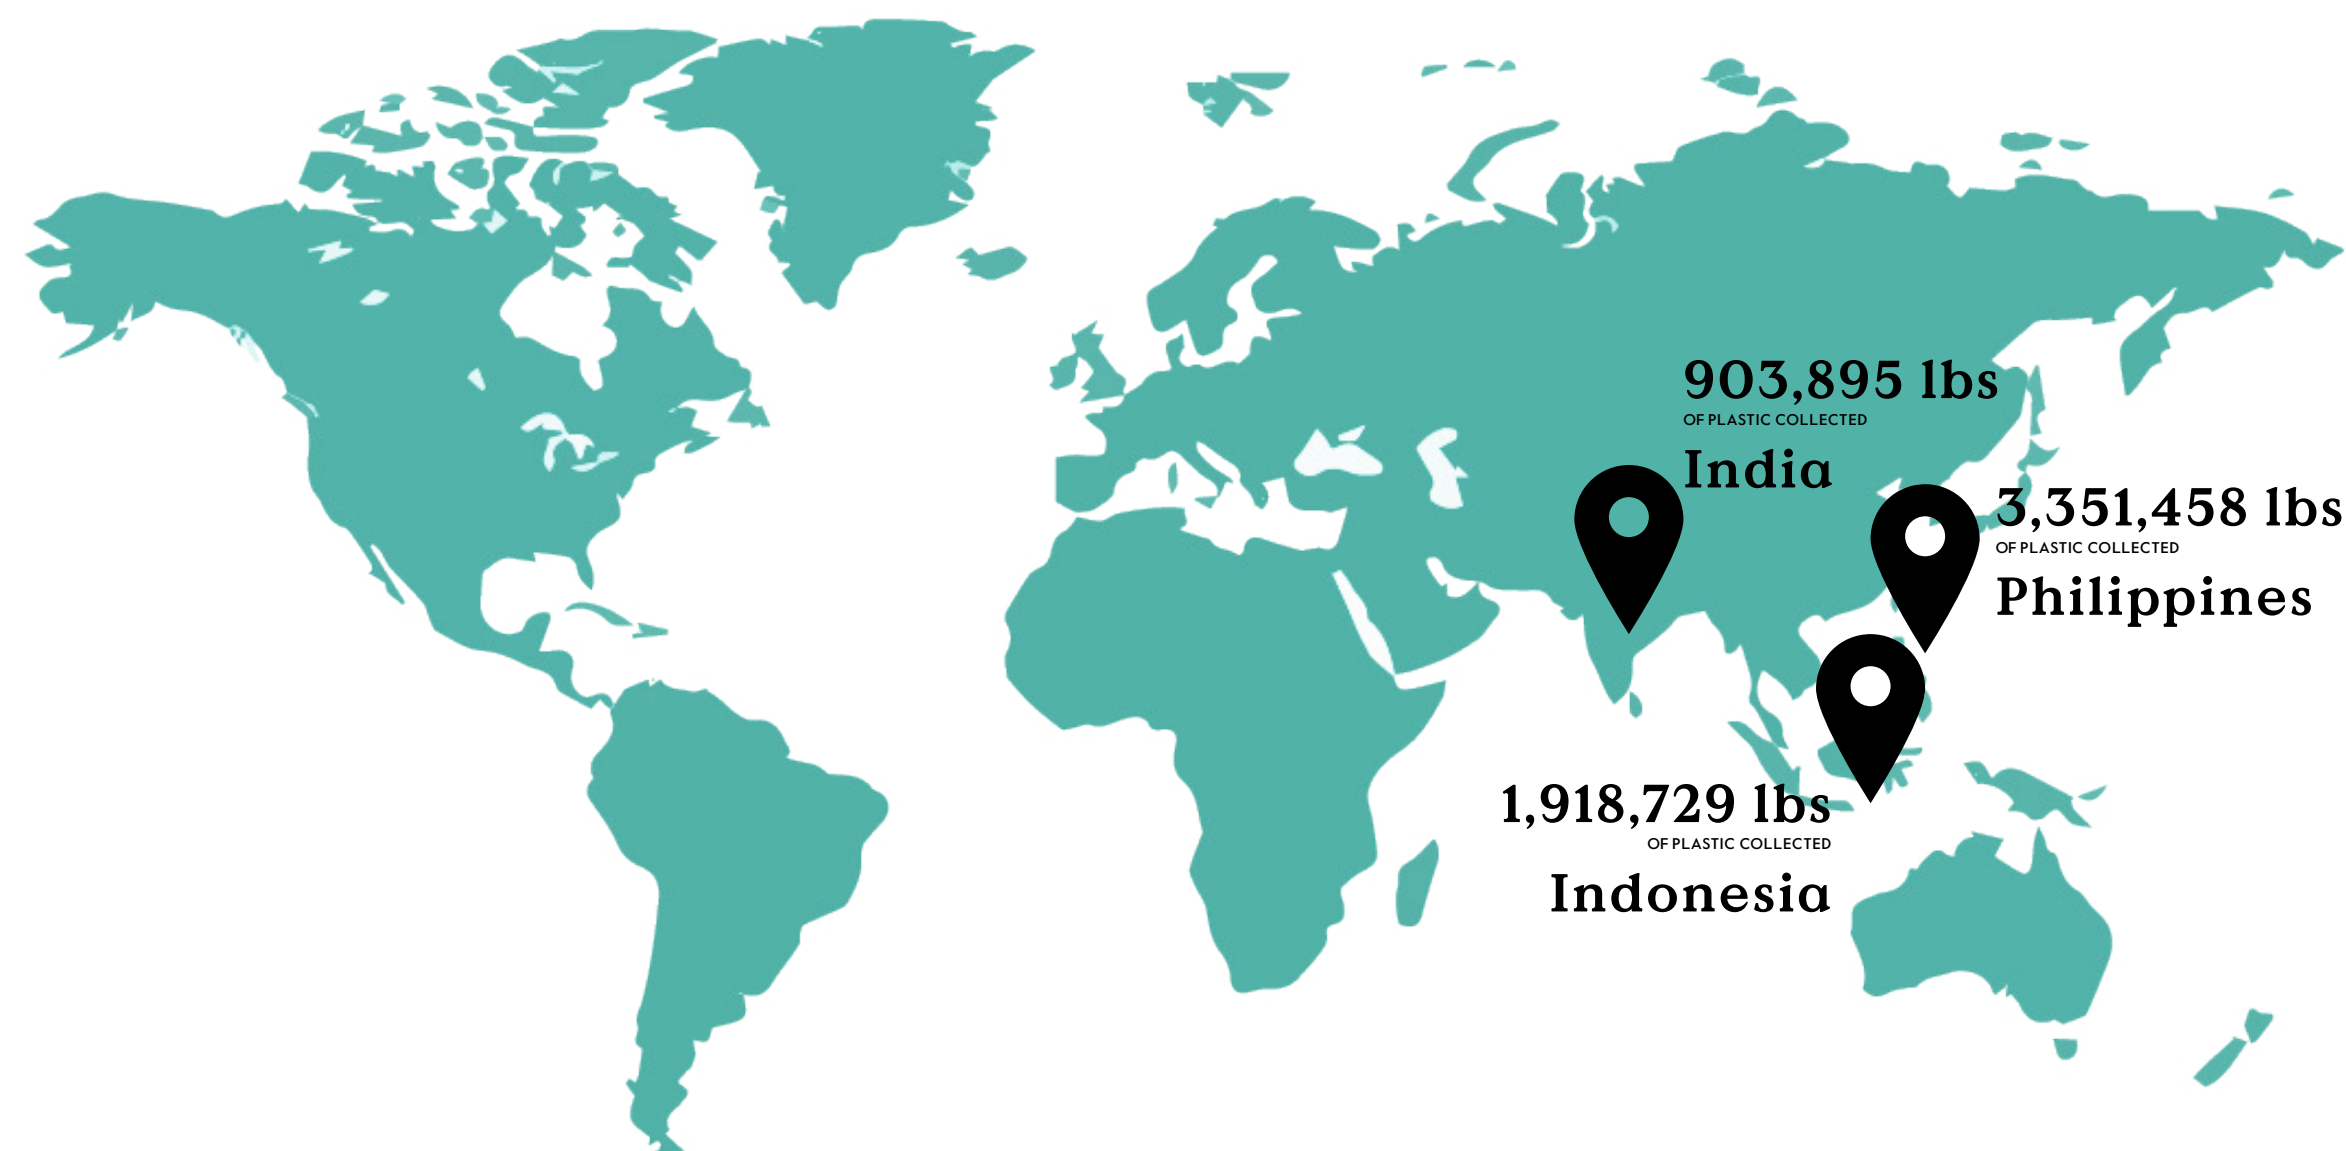 903,895 lbs
OF PLASTIC COLLECTED
India
3,351,458 lbs
OF PLASTIC COLLECTED
Philippines
1,918,729 lbs
OF PLASTIC COLLECTED
Indonesia